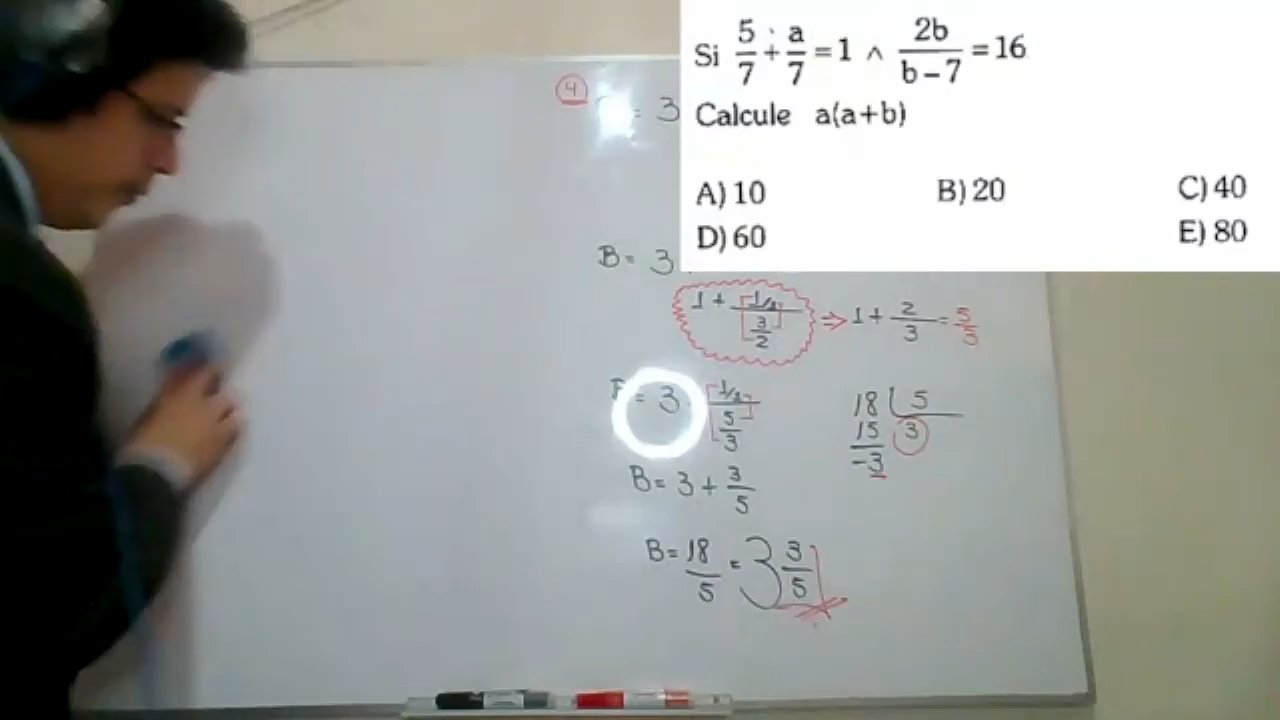 Si 5/7 + a/7 = 1 ∧ 2b/(b-7) = 16
Calcule a(a+b)
A) 10 B) 20 C) 40
D) 60 E) 80
4
= 3
B = 3
1 + 1/2 / 3/2 ⇒ 1 + 2/3 = 5/3
= 3 1/2 / 5/3
18 5
15 3
-3
B = 3 + 3/5
B = 18/5 = 3 3/5